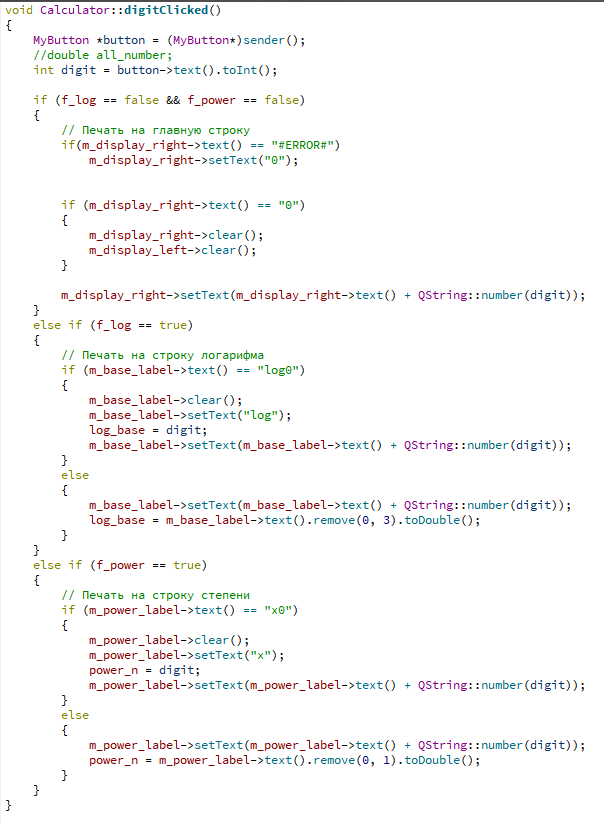 void Calculator::digitClicked()
{
    MyButton *button = (MyButton*)sender();
    //double all_number;
    int digit = button->text().toInt();

    if (f_log == false && f_power == false)
    {
        // Печать на главную строку
        if(m_display_right->text() == "#ERROR#")
            m_display_right->setText("0");


        if (m_display_right->text() == "0")
        {
            m_display_right->clear();
            m_display_left->clear();
        }

        m_display_right->setText(m_display_right->text() + QString::number(digit));
    }
    else if (f_log == true)
    {
        // Печать на строку логарифма
        if (m_base_label->text() == "log0")
        {
            m_base_label->clear();
            m_base_label->setText("log");
            log_base = digit;
            m_base_label->setText(m_base_label->text() + QString::number(digit));
        }
        else
        {
            m_base_label->setText(m_base_label->text() + QString::number(digit));
            log_base = m_base_label->text().remove(0, 3).toDouble();
        }
    }
    else if (f_power == true)
    {
        // Печать на строку степени
        if (m_power_label->text() == "x0")
        {
            m_power_label->clear();
            m_power_label->setText("x");
            power_n = digit;
            m_power_label->setText(m_power_label->text() + QString::number(digit));
        }
        else
        {
            m_power_label->setText(m_power_label->text() + QString::number(digit));
            power_n = m_power_label->text().remove(0, 1).toDouble();
        }
    }
}